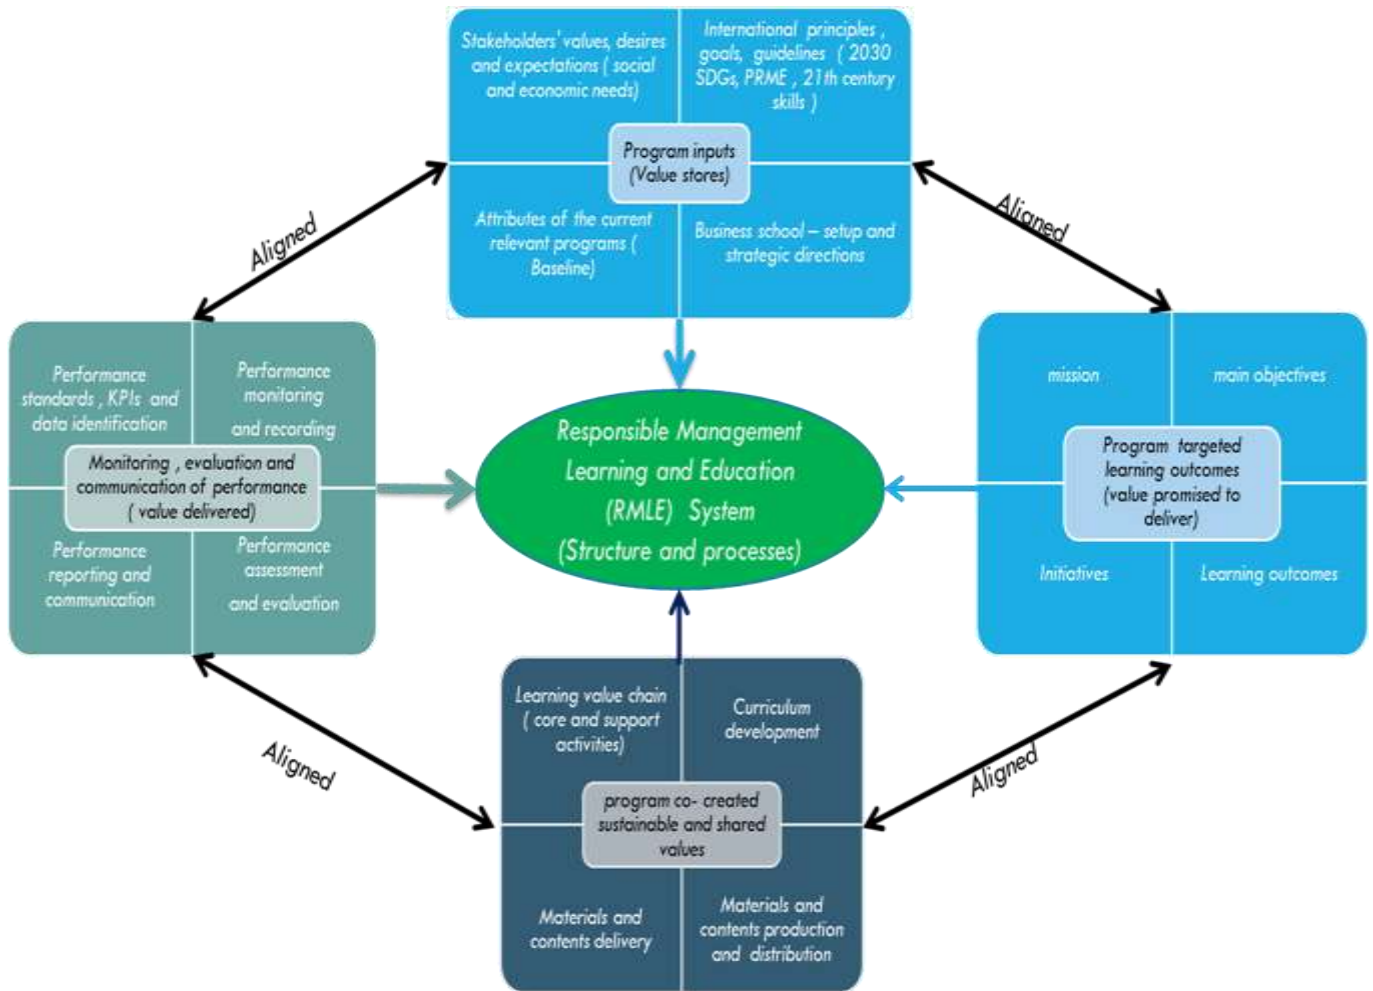 Stakeholders' values, desires
and expectations ( social
and economic needs)
International principles ,
goals, guidelines ( 2030
SDGs, PRME , 21th century
skills )
Program inputs
(Value stores)
Attributes of the current
relevant programs (
Baseline)
Business school – setup and
strategic directions
Aligned
Aligned
Performance
standards , KPIs and
data identification
Performance
monitoring
and recording
Monitoring , evaluation and
communication of performance
( value delivered)
Performance
reporting and
communication
Performance
assessment
and evaluation
Responsible Management
Learning and Education
(RMLE) System
(Structure and processes)
mission
main objectives
Program targeted
learning outcomes
(value promised to
deliver)
Initiatives
Learning outcomes
Aligned
Aligned
Learning value chain
( core and support
activities)
Curriculum
development
program co- created
sustainable and shared
values
Materials and
contents delivery
Materials and
contents production
and distribution